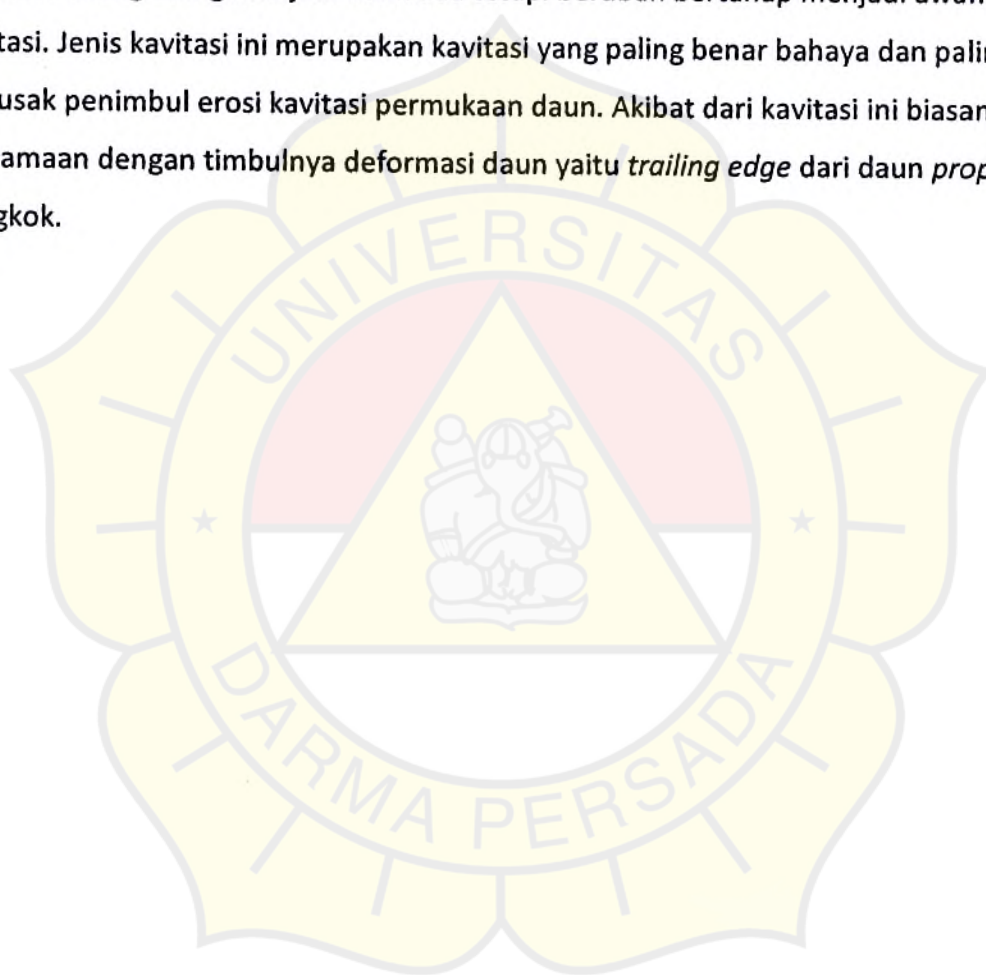 tasi. Jenis kavitasi ini merupakan kavitasi yang paling benar bahaya dan palin
usak penimbul erosi kavitasi permukaan daun. Akibat dari kavitasi ini biasan
amaan dengan timbulnya deformasi daun yaitu trailing edge dari daun prop
gkok.
UNIVERSITAS
DARMA PERSADA